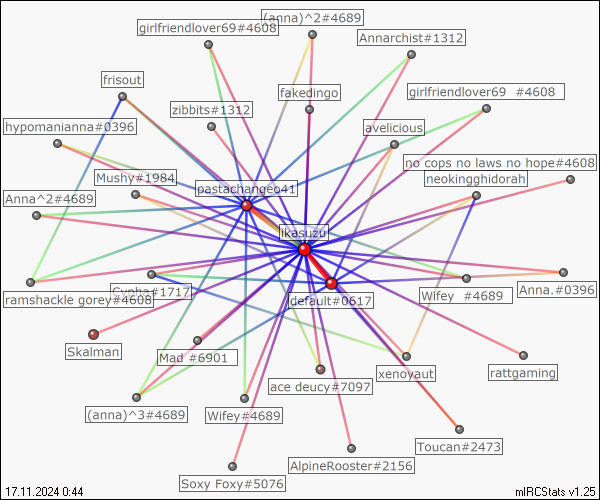 (anna)^2#4689
girlfriendlover69#4608
Annarchist#1312
frisout
fakedingo
girlfriendlover69 #4608
zibbits#1312
hypomanianna#0396
avelicious
no cops no laws no hope#4608
Mushy#1984
neokingghidorah
pastachangeo41
Anna^2#4689
ikasuzu
Cypha#1717
Wifey #4689
Anna.#0396
ramshackle gorey#4608
default#0617
Skalman
Mad #6901
xenoyaut
rattgaming
ace deucy#7097
(anna)^3#4689
Wifey#4689
Toucan#2473
AlpineRooster#2156
Soxy Foxy#5076
17.11.2024 0:44
mIRCStats v1.25